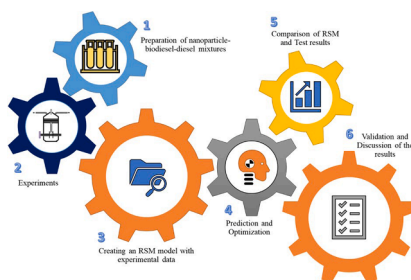 1
Preparation of nanoparticle-
biodiesel-diesel mixtures
2
Experiments
3
Creating an RSM model with
experimental data
4
Prediction and
Optimization
5
Comparison of RSM
and Test results
6
Validation and
Discussion of the
results